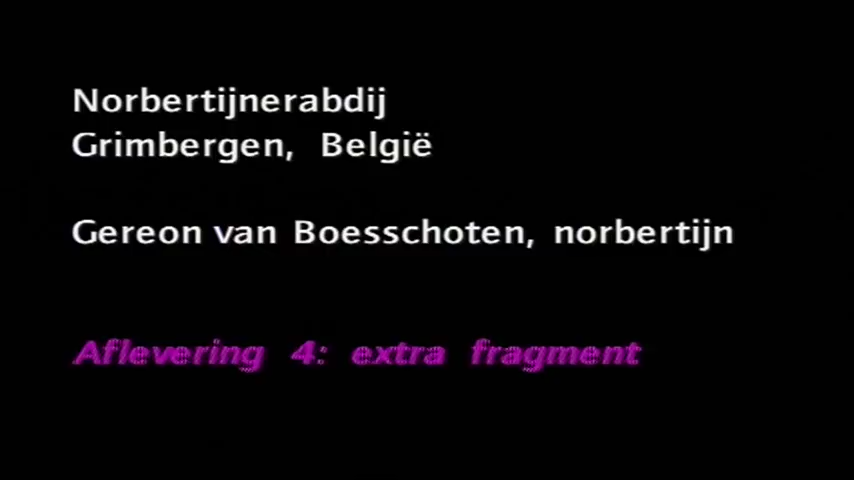 Norbertijnerabdij
Grimbergen, België
Gereon van Boesschoten, norbertijn
Aflevering 4: extra fragment